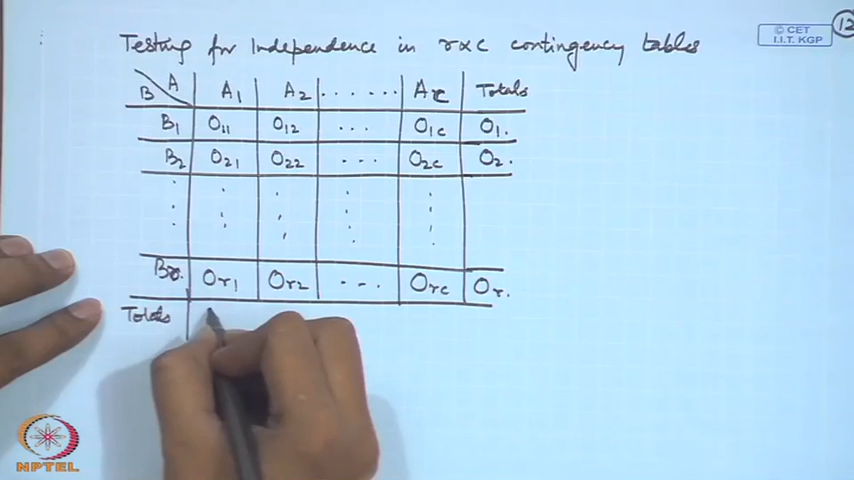 Testing for Independence in r×c contingency tables
© CET
I.I.T. KGP
12
B A A1 A2 ...... Ac Totals
B1 O11 O12 ... O1c O1.
B2 O21 O22 ... O2c O2.
Br Or1 Or2 ... Orc Or.
Totals
NPTEL